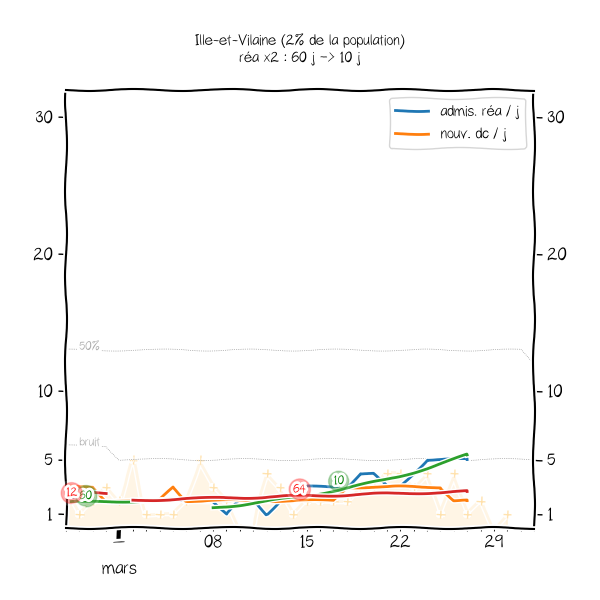 Ille-et-Vilaine (2% de la population)
réa x2 : 60 j -> 10 j
admis. réa / j
nouv. dc / j
30 30
20 20
50%
10 10
bruit
5 5
12 60 64 10
1 1
1 08 15 22 29
mars